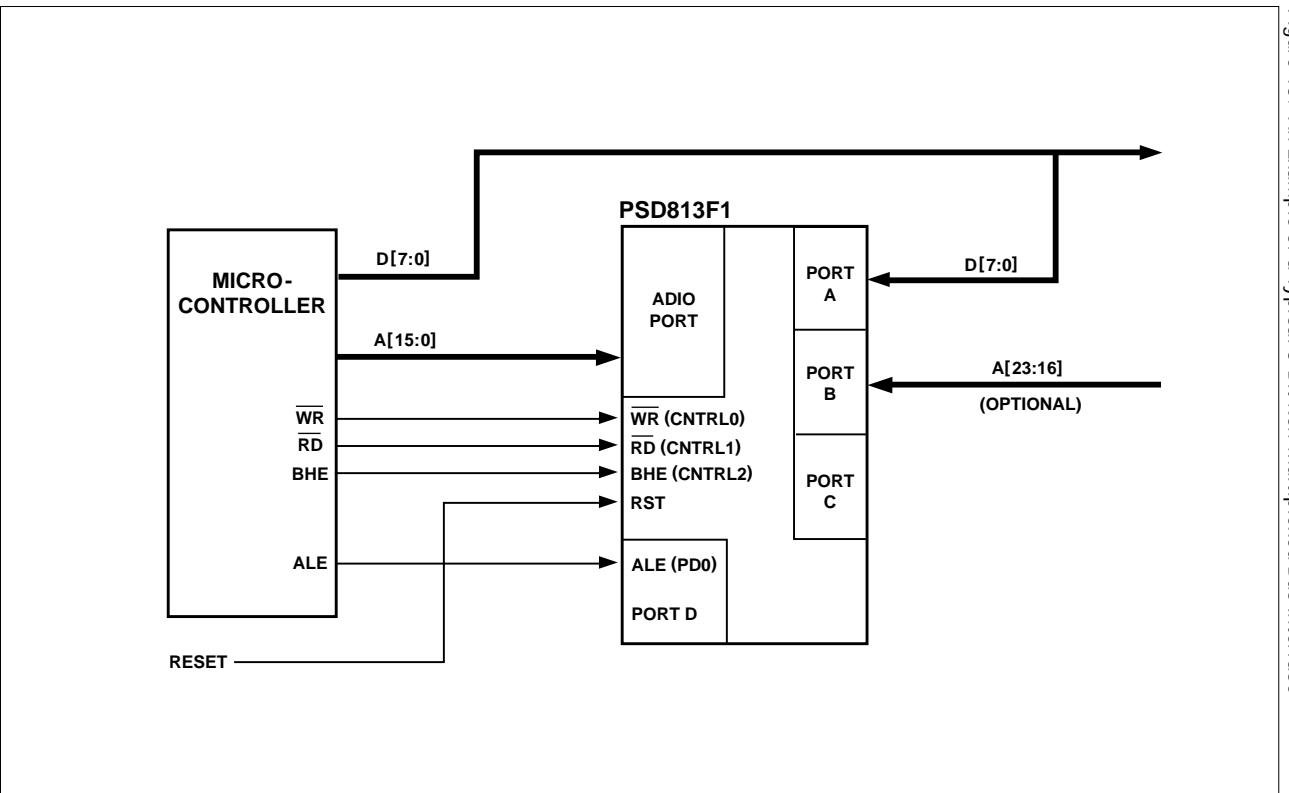 PSD813F1
MICRO-
CONTROLLER
D[7:0]
A[15:0]
WR
RD
BHE
ALE
RESET
ADIO
PORT
WR (CNTRL0)
RD (CNTRL1)
BHE (CNTRL2)
RST
ALE (PD0)
PORT D
PORT
A
PORT
B
PORT
C
D[7:0]
A[23:16]
(OPTIONAL)